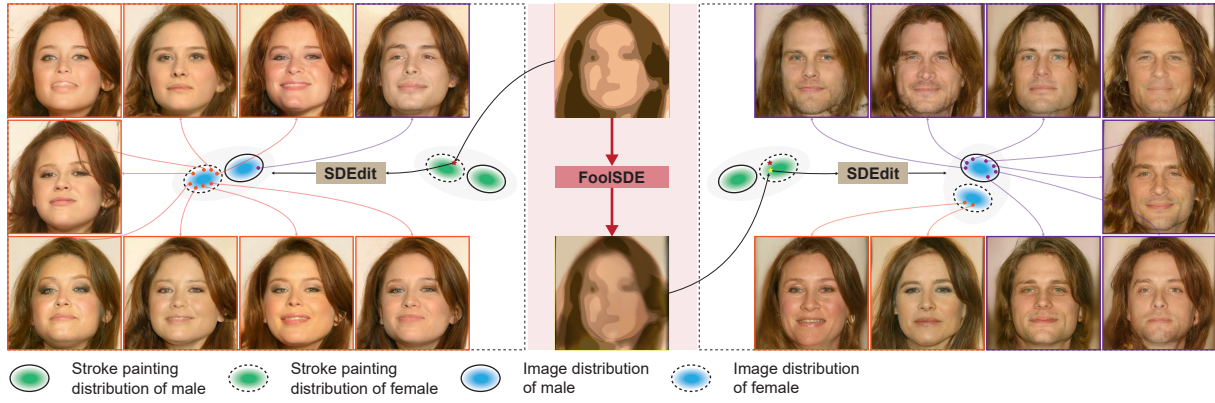 SDEdit
FoolSDE
SDEdit
Stroke painting
distribution of male
Stroke painting
distribution of female
Image distribution
of male
Image distribution
of female